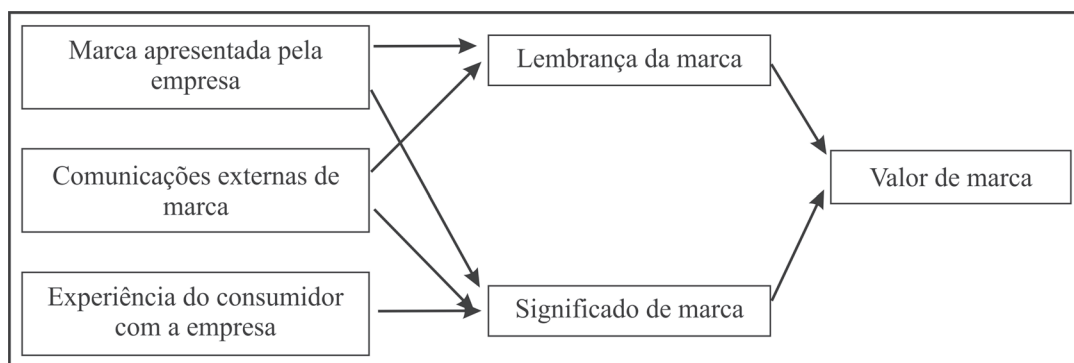 Marca apresentada pela
empresa
Comunicações externas de
marca
Experiência do consumidor
com a empresa
Lembrança da marca
Significado de marca
Valor de marca